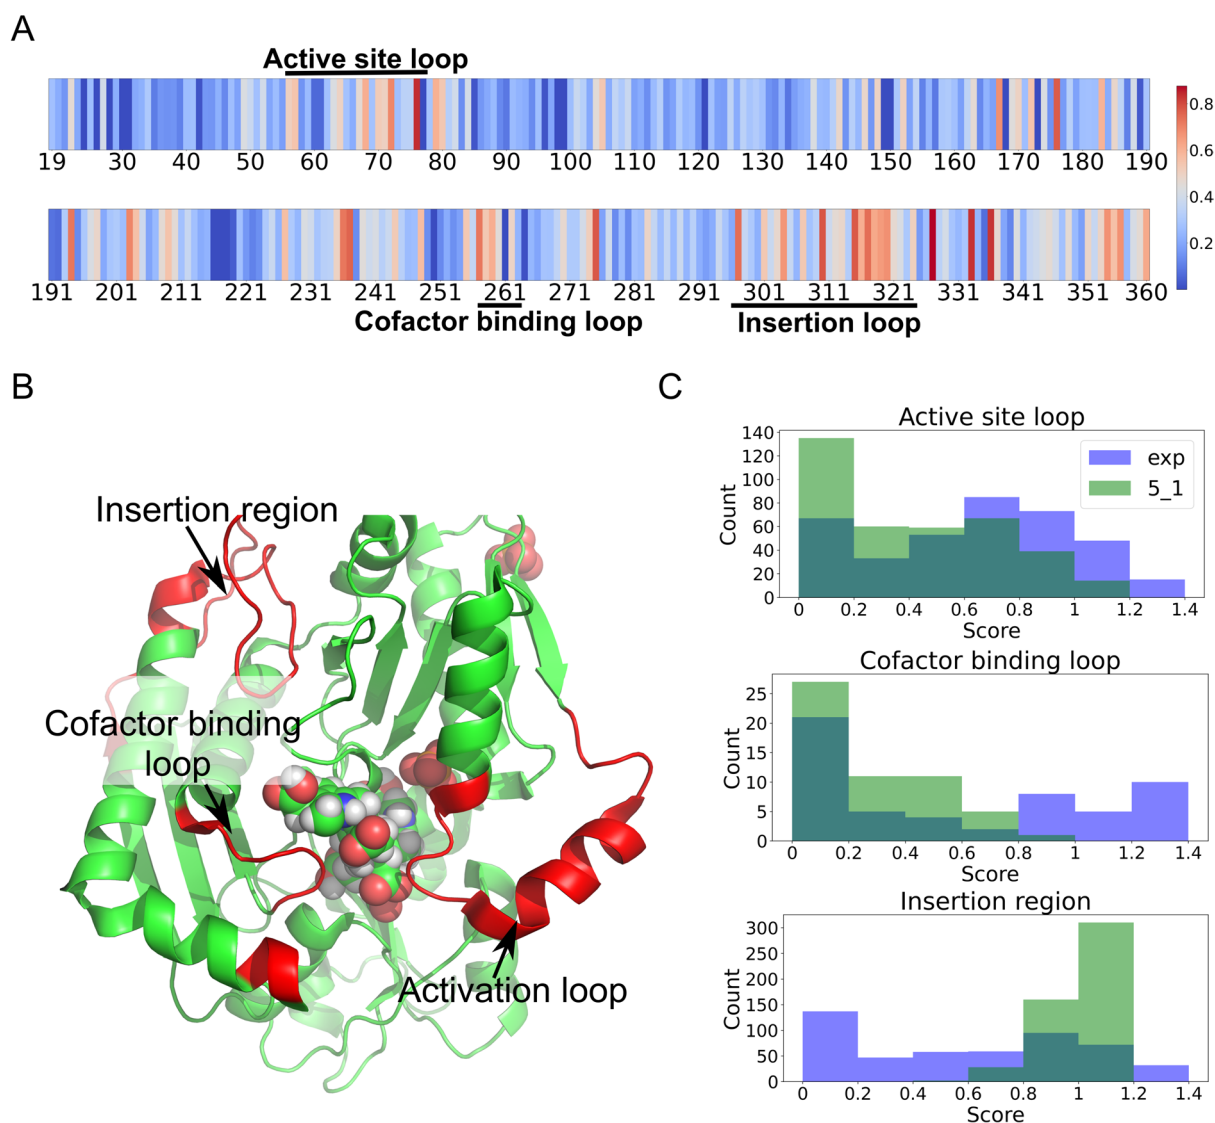 A
Active site loop
19 30 40 50 60 70 80 90 100 110 120 130 140 150 160 170 180 190
0.8
0.6
0.4
0.2
191 201 211 221 231 241 251 261 271 281 291 301 311 321 331 341 351 360
Cofactor binding loop
Insertion loop
B
Insertion region
Cofactor binding
loop
Activation loop
C
Active site loop
140
120
100
80
60
40
20
0
Count
exp
5_1
0 0.2 0.4 0.6 0.8 1 1.2 1.4
Score
Cofactor binding loop
25
20
15
10
5
0
Count
0 0.2 0.4 0.6 0.8 1 1.2 1.4
Score
Insertion region
300
250
200
150
100
50
0
Count
0 0.2 0.4 0.6 0.8 1 1.2 1.4
Score